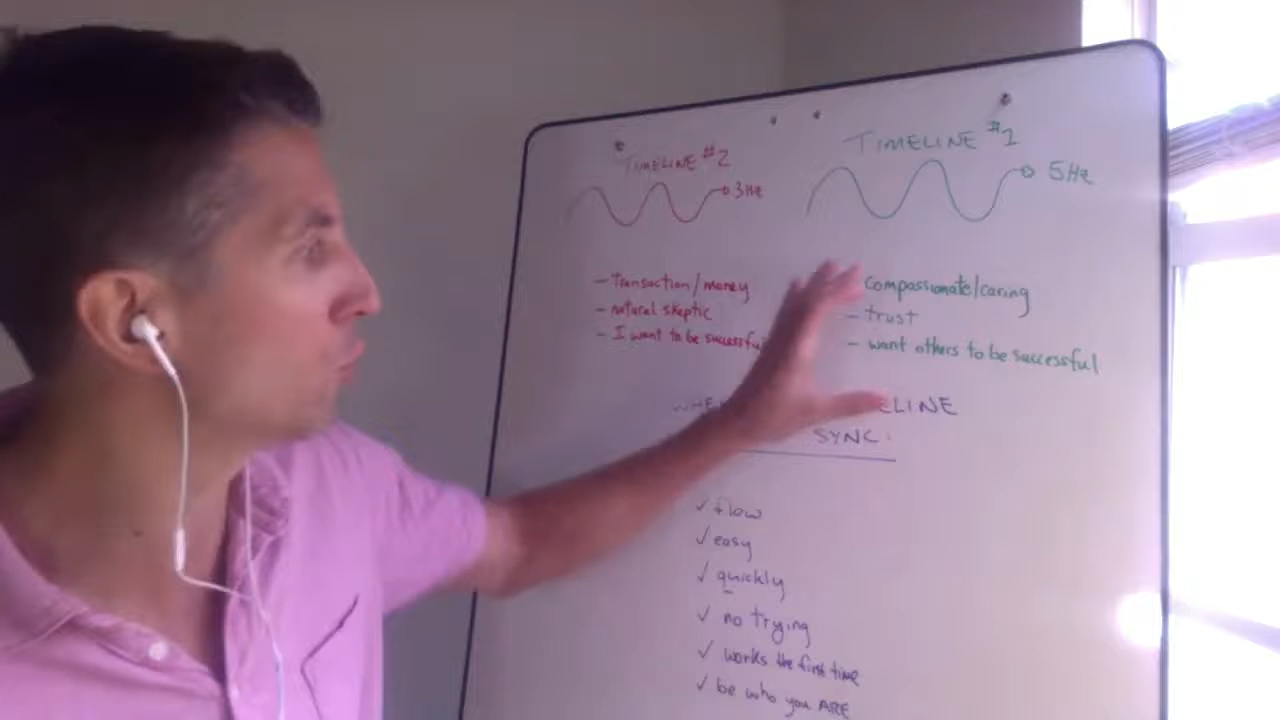 TIMELINE #2
3Hz
- Transaction/money
- natural skeptic
- I want to be successful
TIMELINE #1
5Hz
compassionate/caring
- trust
- want others to be successful
SYNC:
✓ flow
✓ easy
✓ quickly
✓ no trying
✓ works the first time
✓ be who you ARE